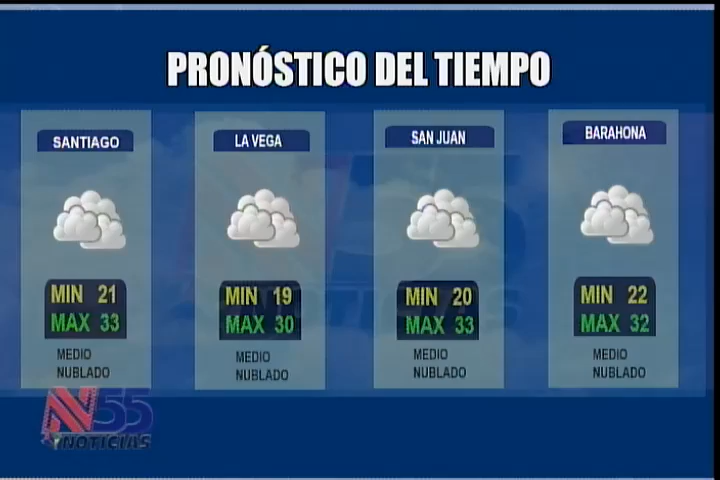 PRONÓSTICO DEL TIEMPO
SANTIAGO
MIN 21
MAX 33
MEDIO
NUBLADO
LA VEGA
MIN 19
MAX 30
MEDIO
NUBLADO
SAN JUAN
MIN 20
MAX 33
MEDIO
NUBLADO
BARAHONA
MIN 22
MAX 32
MEDIO
NUBLADO
N55
NOTICIAS